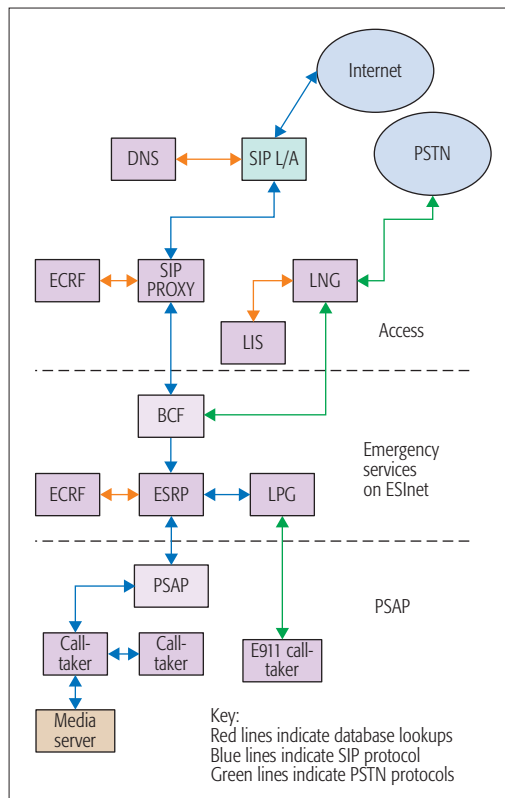 Internet
PSTN
DNS
SIP L/A
ECRF
SIP
PROXY
LNG
LIS
Access
BCF
Emergency
services
on ESInet
ECRF
ESRP
LPG
PSAP
PSAP
Call-
taker
Call-
taker
E911 call-
taker
Media
server
Key:
Red lines indicate database lookups
Blue lines indicate SIP protocol
Green lines indicate PSTN protocols